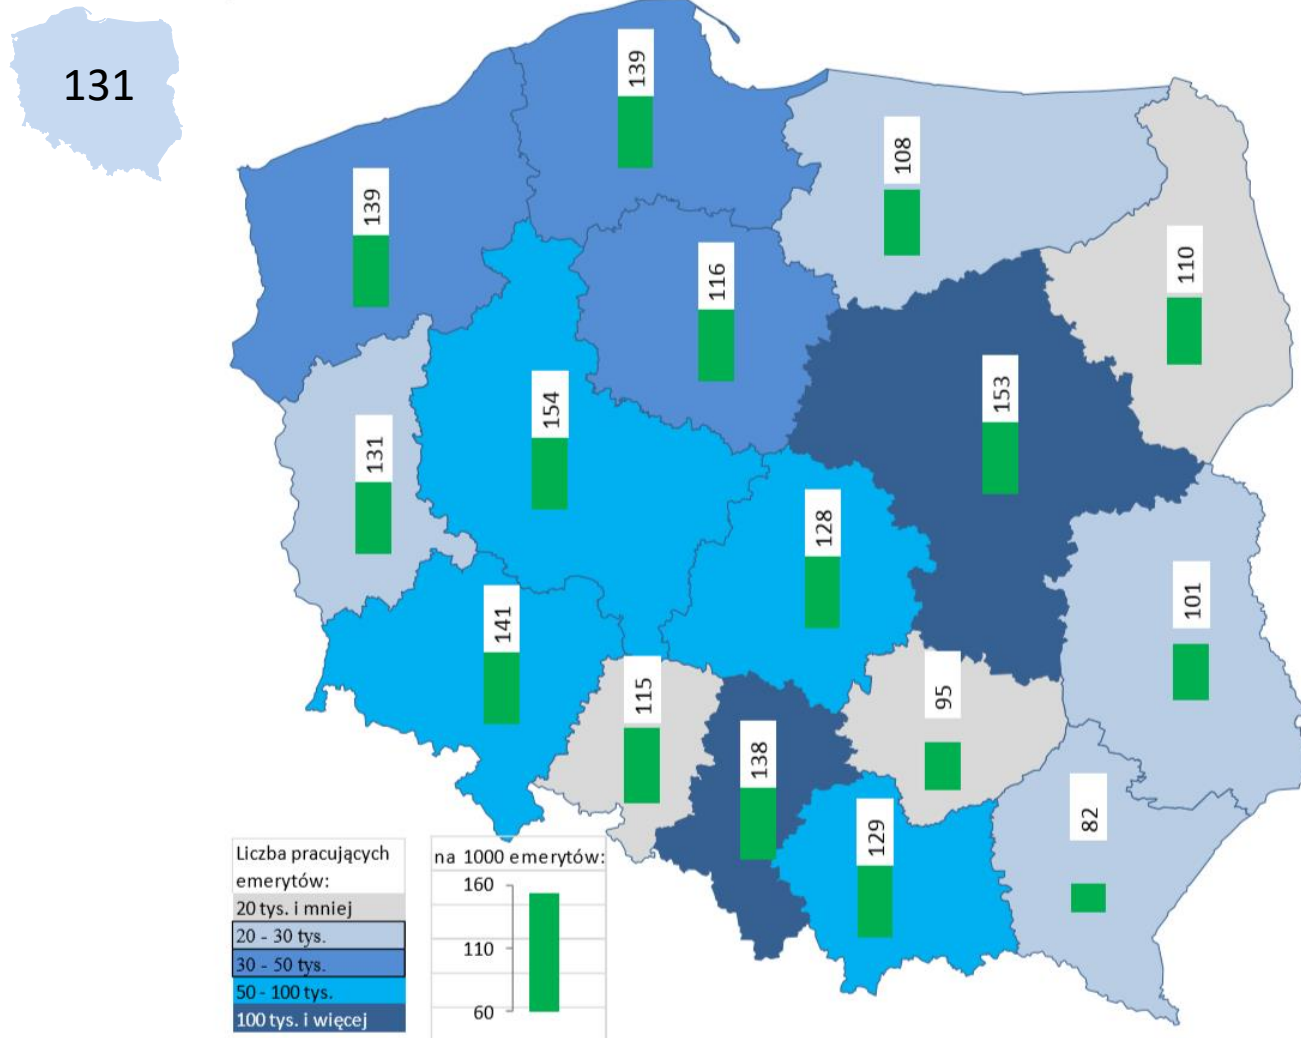 131
139
139
108
110
116
153
154
131
128
101
141
115
95
138
129
82
Liczba pracujących
emerytów:
20 tys. i mniej
20 - 30 tys.
30 - 50 tys.
50 - 100 tys.
100 tys. i więcej
na 1000 emerytów:
160
110
60